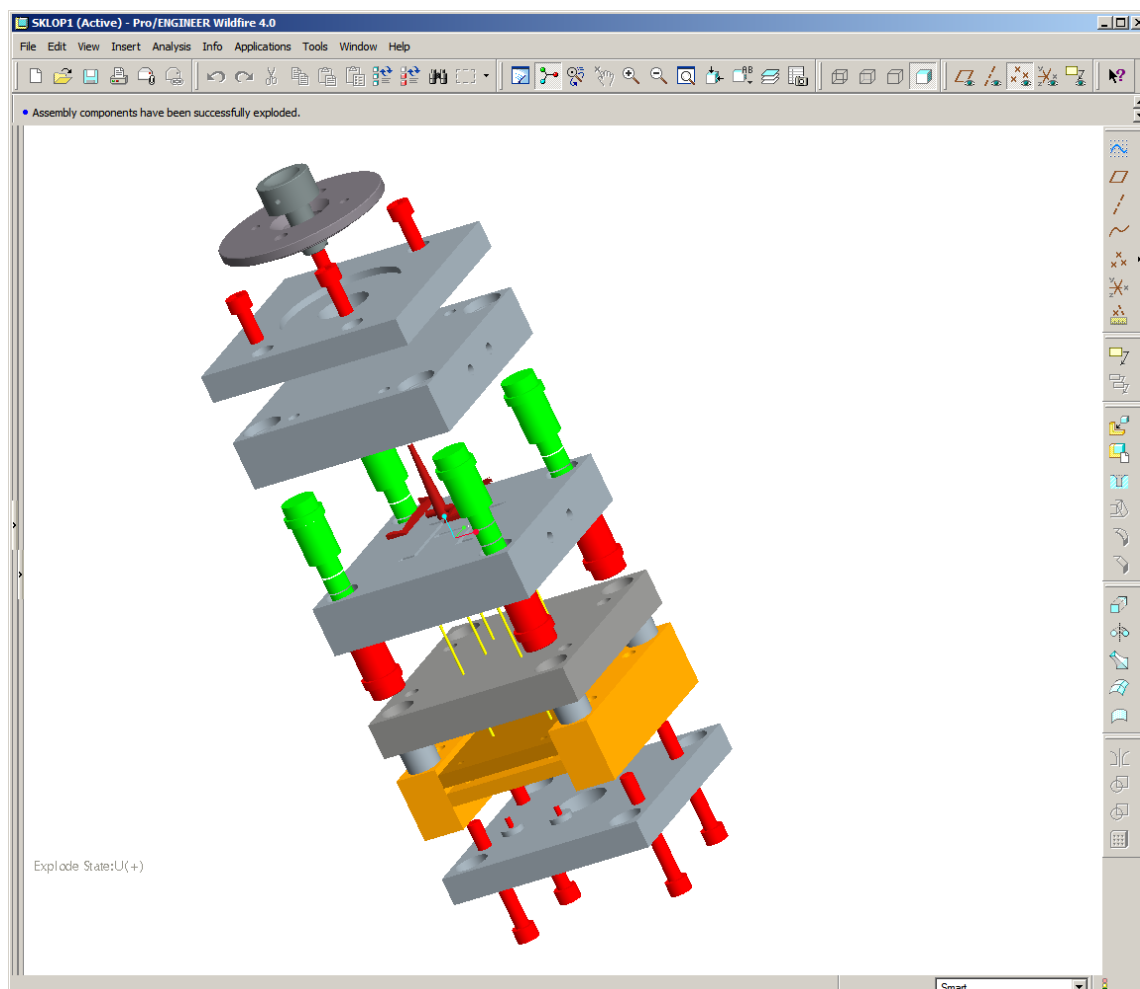 SKLOP1 (Active) - Pro/ENGINEER Wildfire 4.0
File Edit View Insert Analysis Info Applications Tools Window Help
Assembly components have been successfully exploded.
Explode State:U(+)
Smart